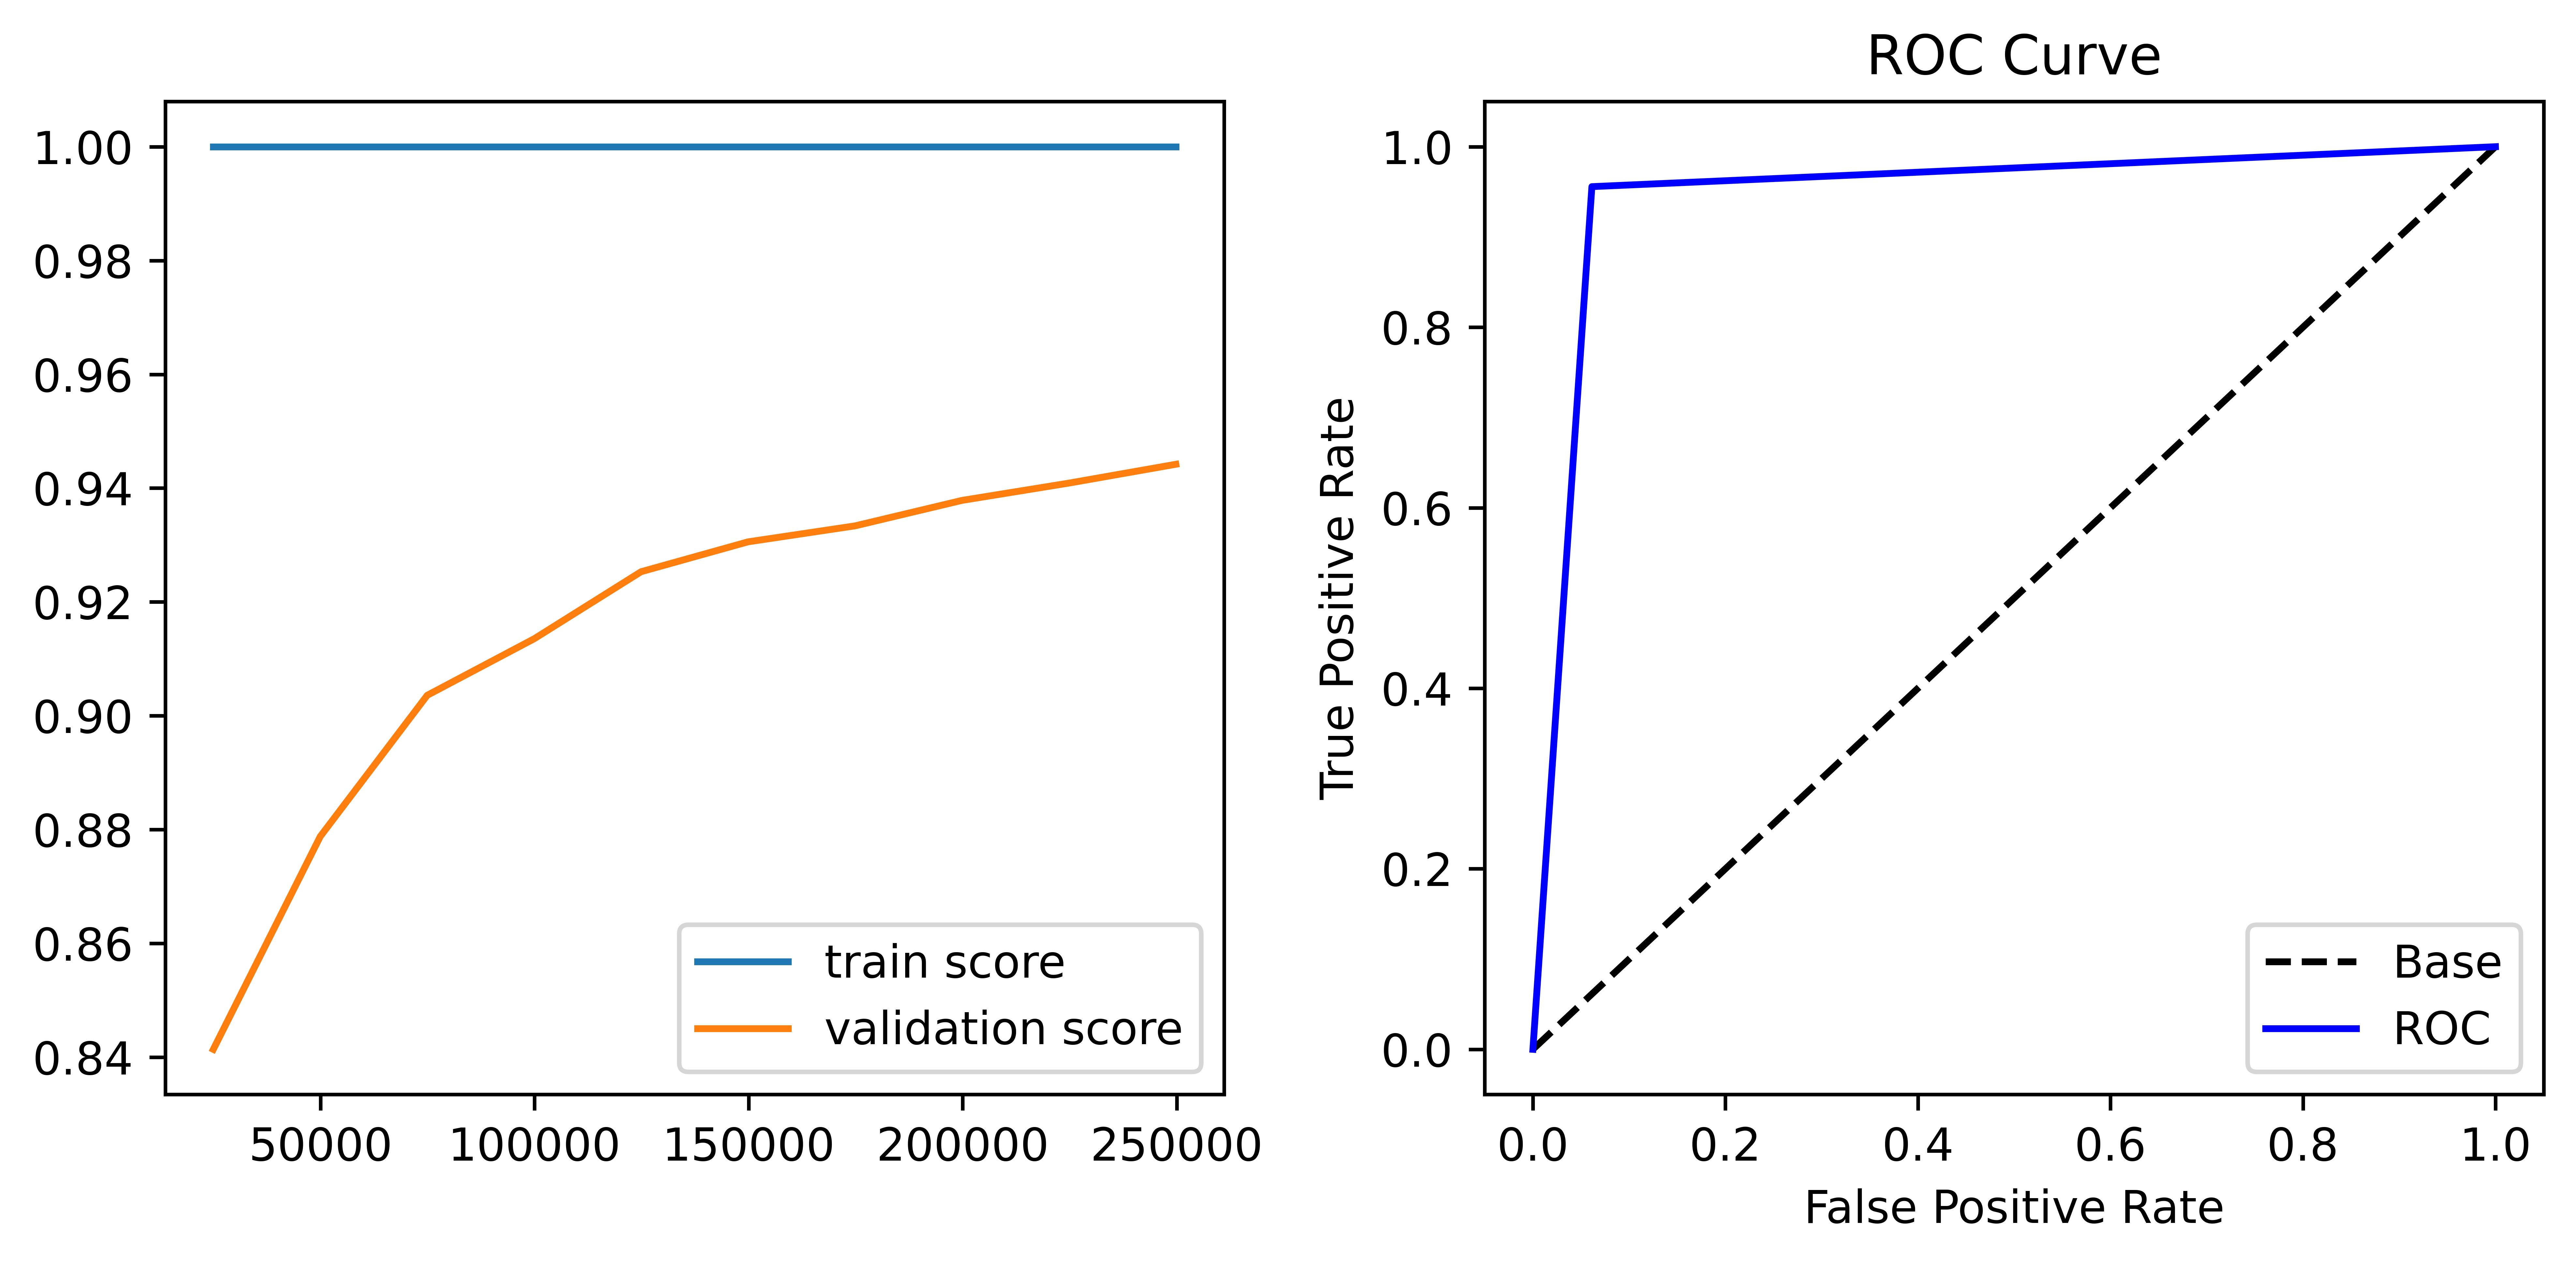 1.00
0.98
0.96
0.94
0.92
0.90
0.88
0.86
0.84
50000 100000 150000 200000 250000
train score
validation score
ROC Curve
True Positive Rate
1.0
0.8
0.6
0.4
0.2
0.0
0.0 0.2 0.4 0.6 0.8 1.0
False Positive Rate
Base
ROC